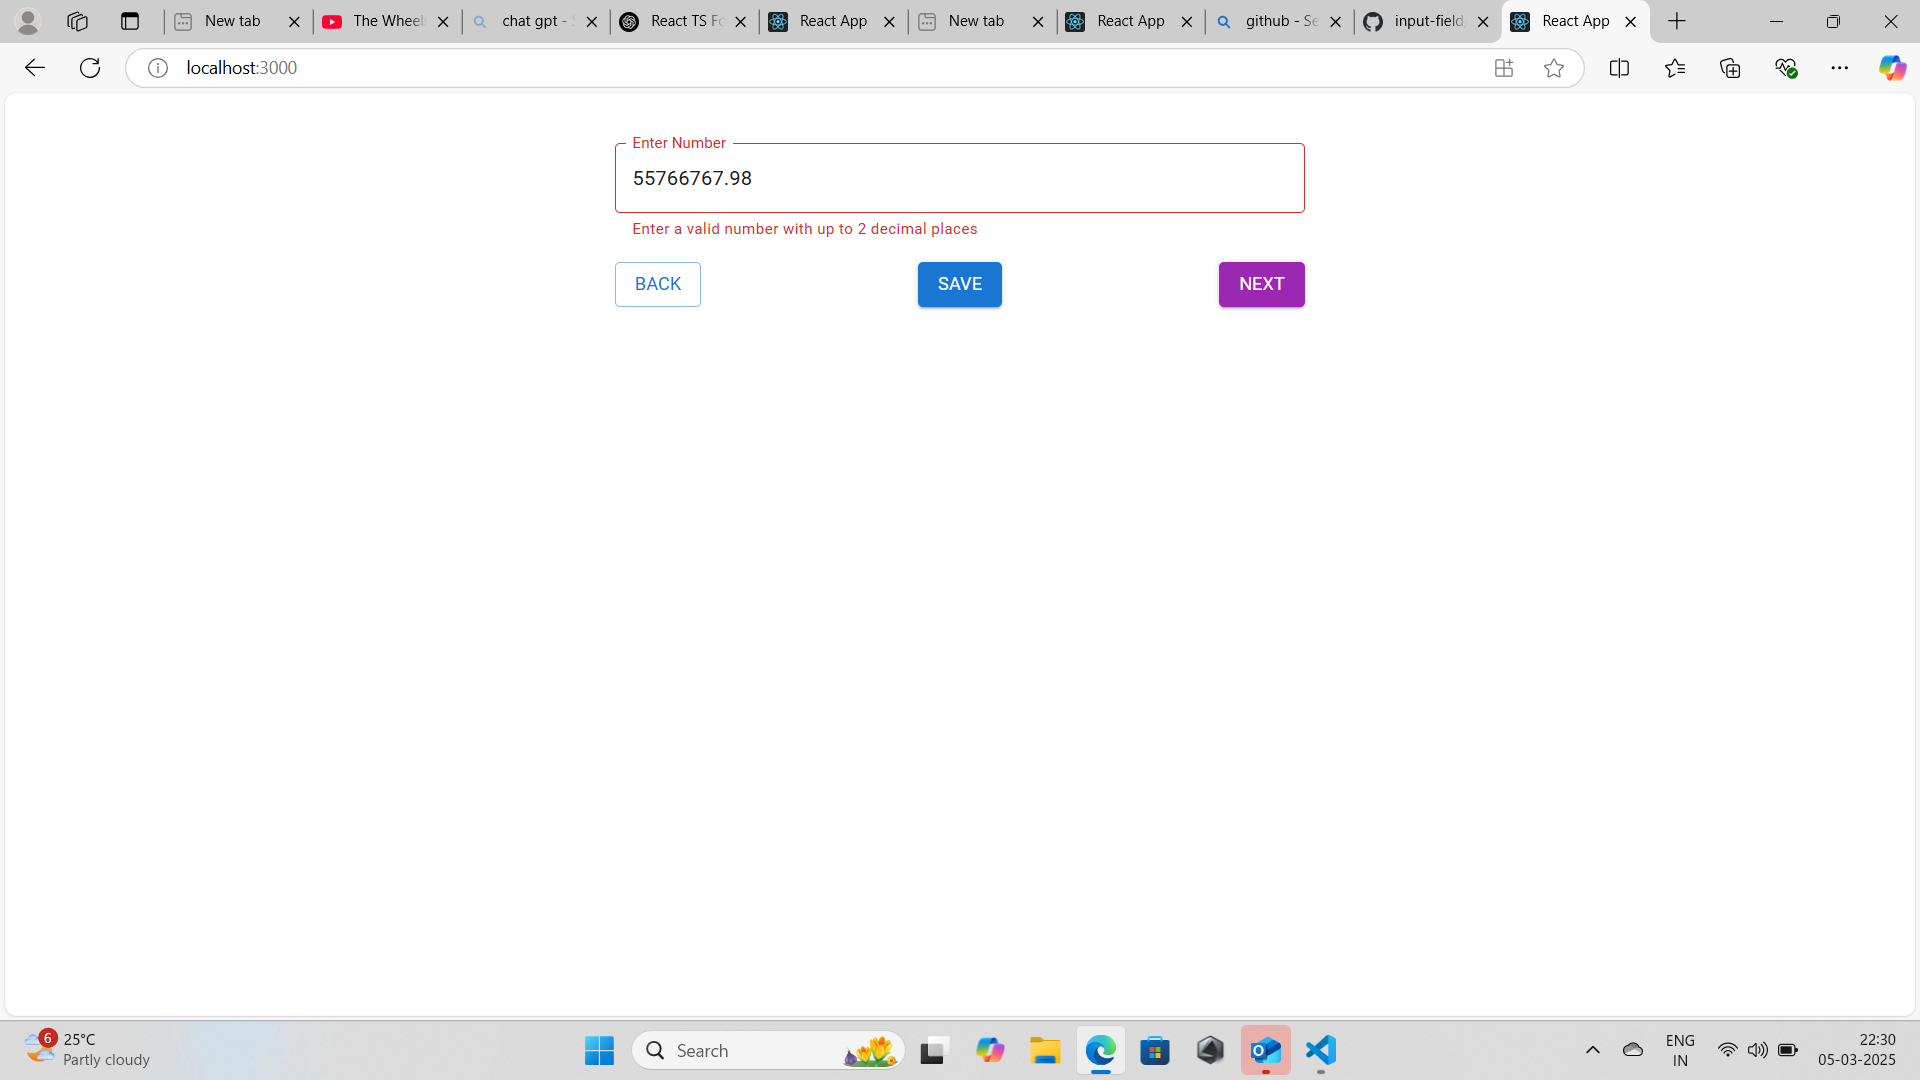 New tab
The Wheel
chat gpt - S
React TS Fo
React App
New tab
React App
github - Se
input-field
React App
localhost:3000
Enter Number
55766767.98
Enter a valid number with up to 2 decimal places
BACK
SAVE
NEXT
6
25°C
Partly cloudy
Search
ENG
IN
22:30
05-03-2025